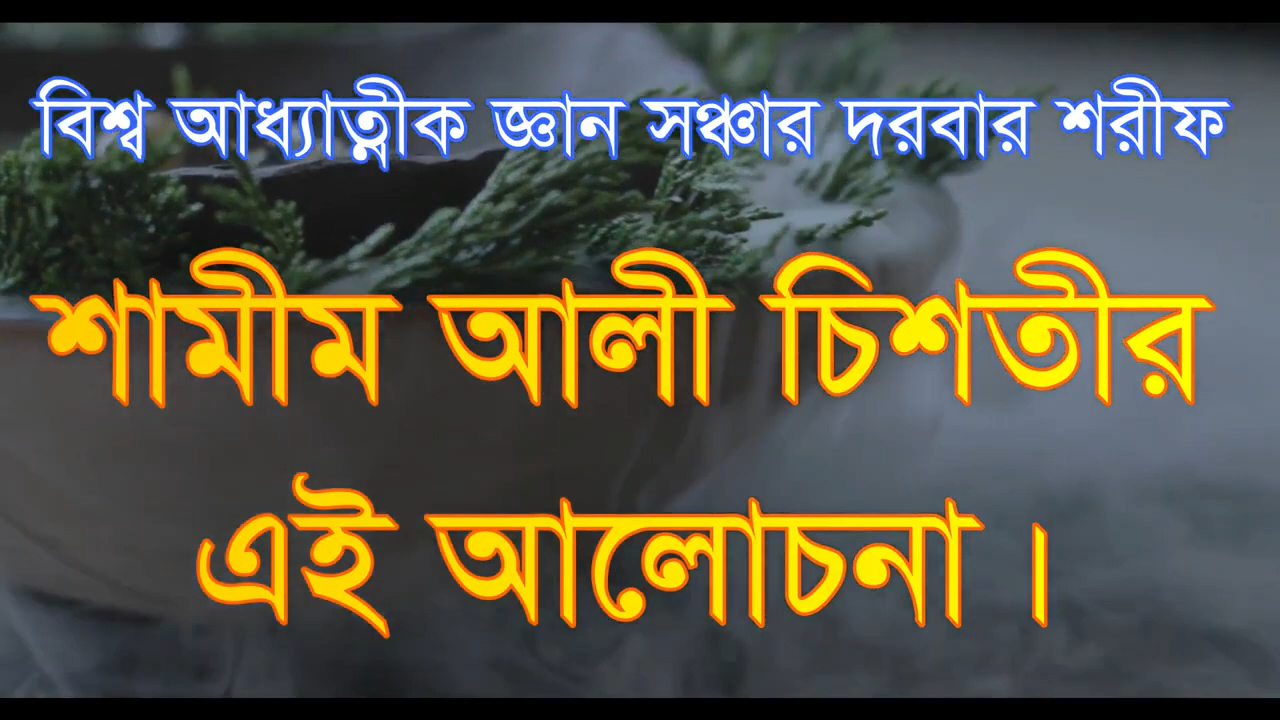 বিশ্ব আধ্যাত্নীক জ্ঞান সঞ্চার দরবার শরীফ
শামীম আলী চিশতীর
এই আলোচনা ।